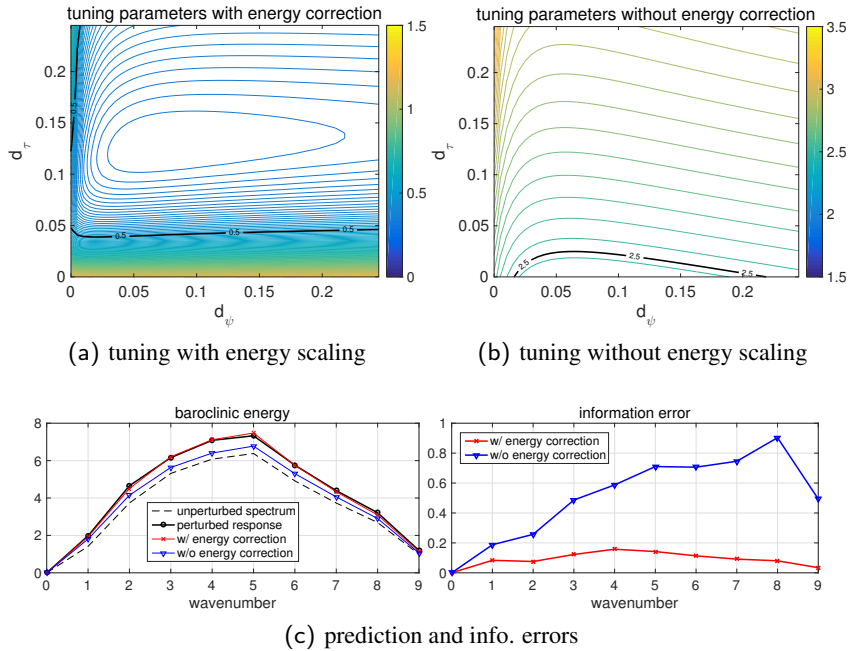 tuning parameters with energy correction
0.2
0.15
0.1
0.05
0
d_τ
0
0.05
0.1
0.15
0.2
d_ψ
0.5
0.5
0.5
1.5
1
0.5
0
(a) tuning with energy scaling
tuning parameters without energy correction
0.2
0.15
0.1
0.05
0
d_τ
0
0.05
0.1
0.15
0.2
d_ψ
2.5
2.5
2.5
3.5
3
2.5
2
1.5
(b) tuning without energy scaling
baroclinic energy
8
6
4
2
0
0 1 2 3 4 5 6 7 8 9
wavenumber
unperturbed spectrum
perturbed response
w/ energy correction
w/o energy correction
information error
1
0.8
0.6
0.4
0.2
0
0 1 2 3 4 5 6 7 8 9
wavenumber
w/ energy correction
w/o energy correction
(c) prediction and info. errors